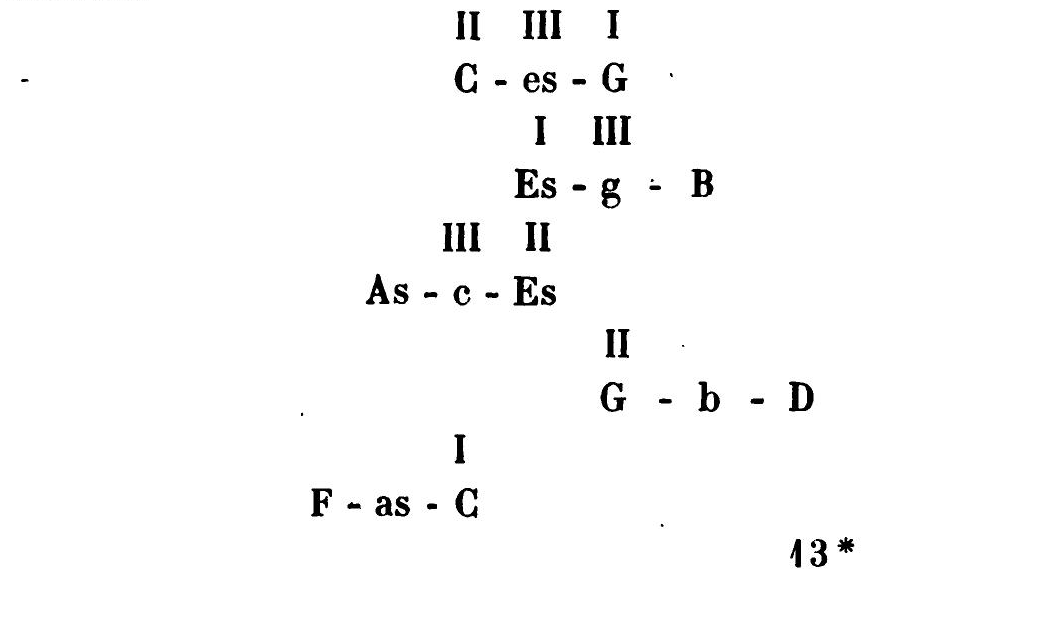 II III I
C - es - G
I III
Es - g - B
III II
As - c - Es
II
G - b - D
I
F - as - C
13*